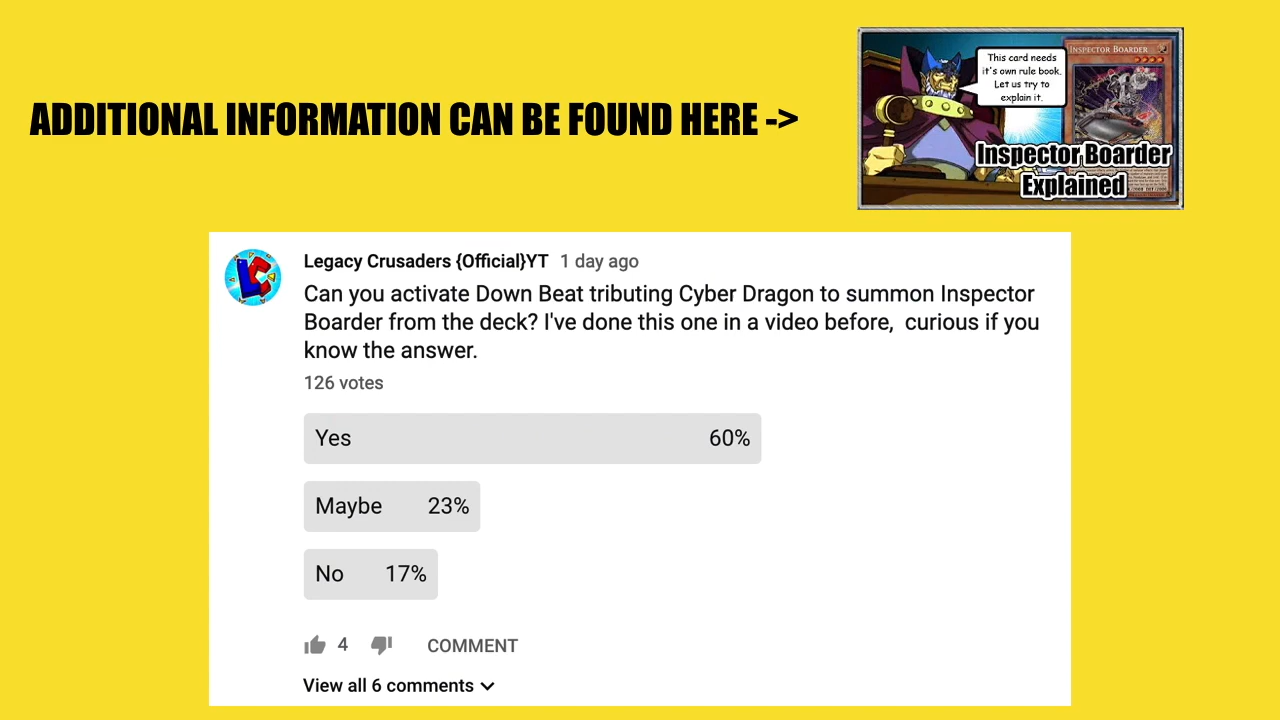 ADDITIONAL INFORMATION CAN BE FOUND HERE ->
This card needs
it's own rule book.
Let us try to
explain it.
INSPECTOR BOARDER
Inspector Boarder
Explained
Legacy Crusaders {Official}YT 1 day ago
Can you activate Down Beat tributing Cyber Dragon to summon Inspector
Boarder from the deck? I've done this one in a video before, curious if you
know the answer.
126 votes
Yes 60%
Maybe 23%
No 17%
4 COMMENT
View all 6 comments